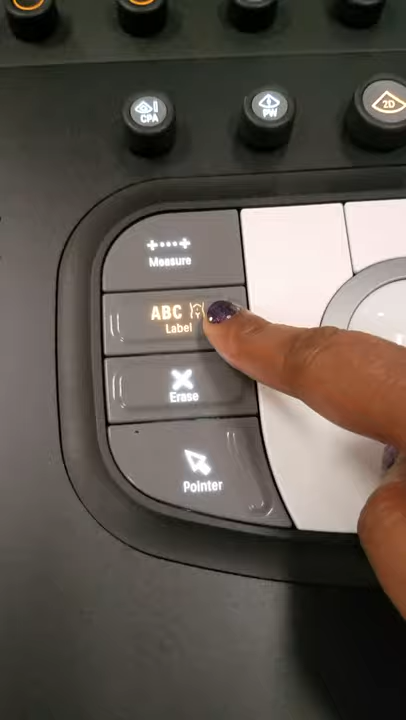 CPA
PW
2D
Measure
ABC
Label
Erase
Pointer